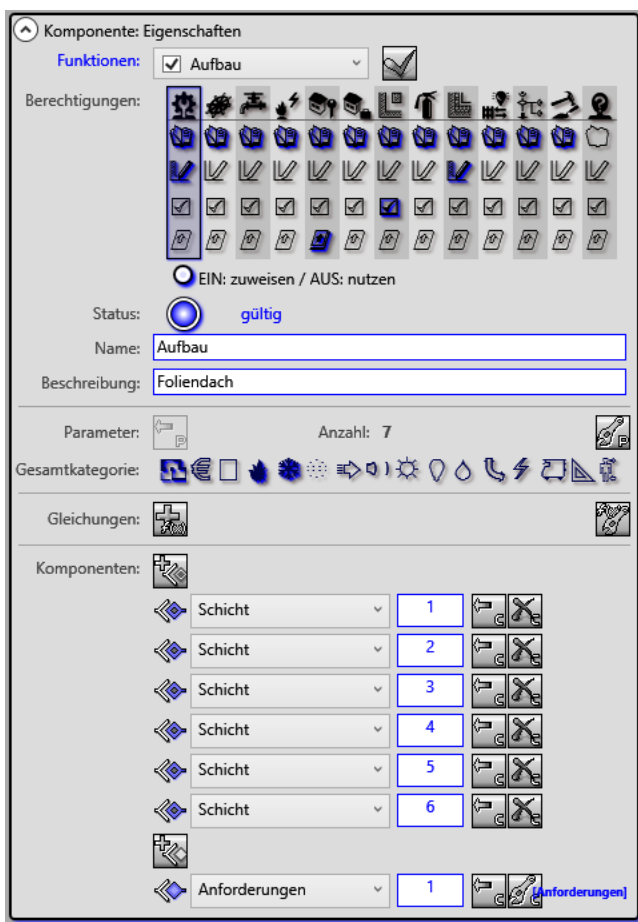 Komponente: Eigenschaften
Funktionen: Aufbau
Berechtigungen:
EIN: zuweisen / AUS: nutzen
Status: gültig
Name: Aufbau
Beschreibung: Foliendach
Parameter: P Anzahl: 7 P
Gesamtkategorie:
Gleichungen:
Komponenten:
Schicht 1 C C
Schicht 2 C C
Schicht 3 C C
Schicht 4 C C
Schicht 5 C C
Schicht 6 C C
Anforderungen 1 C C [Anforderungen]